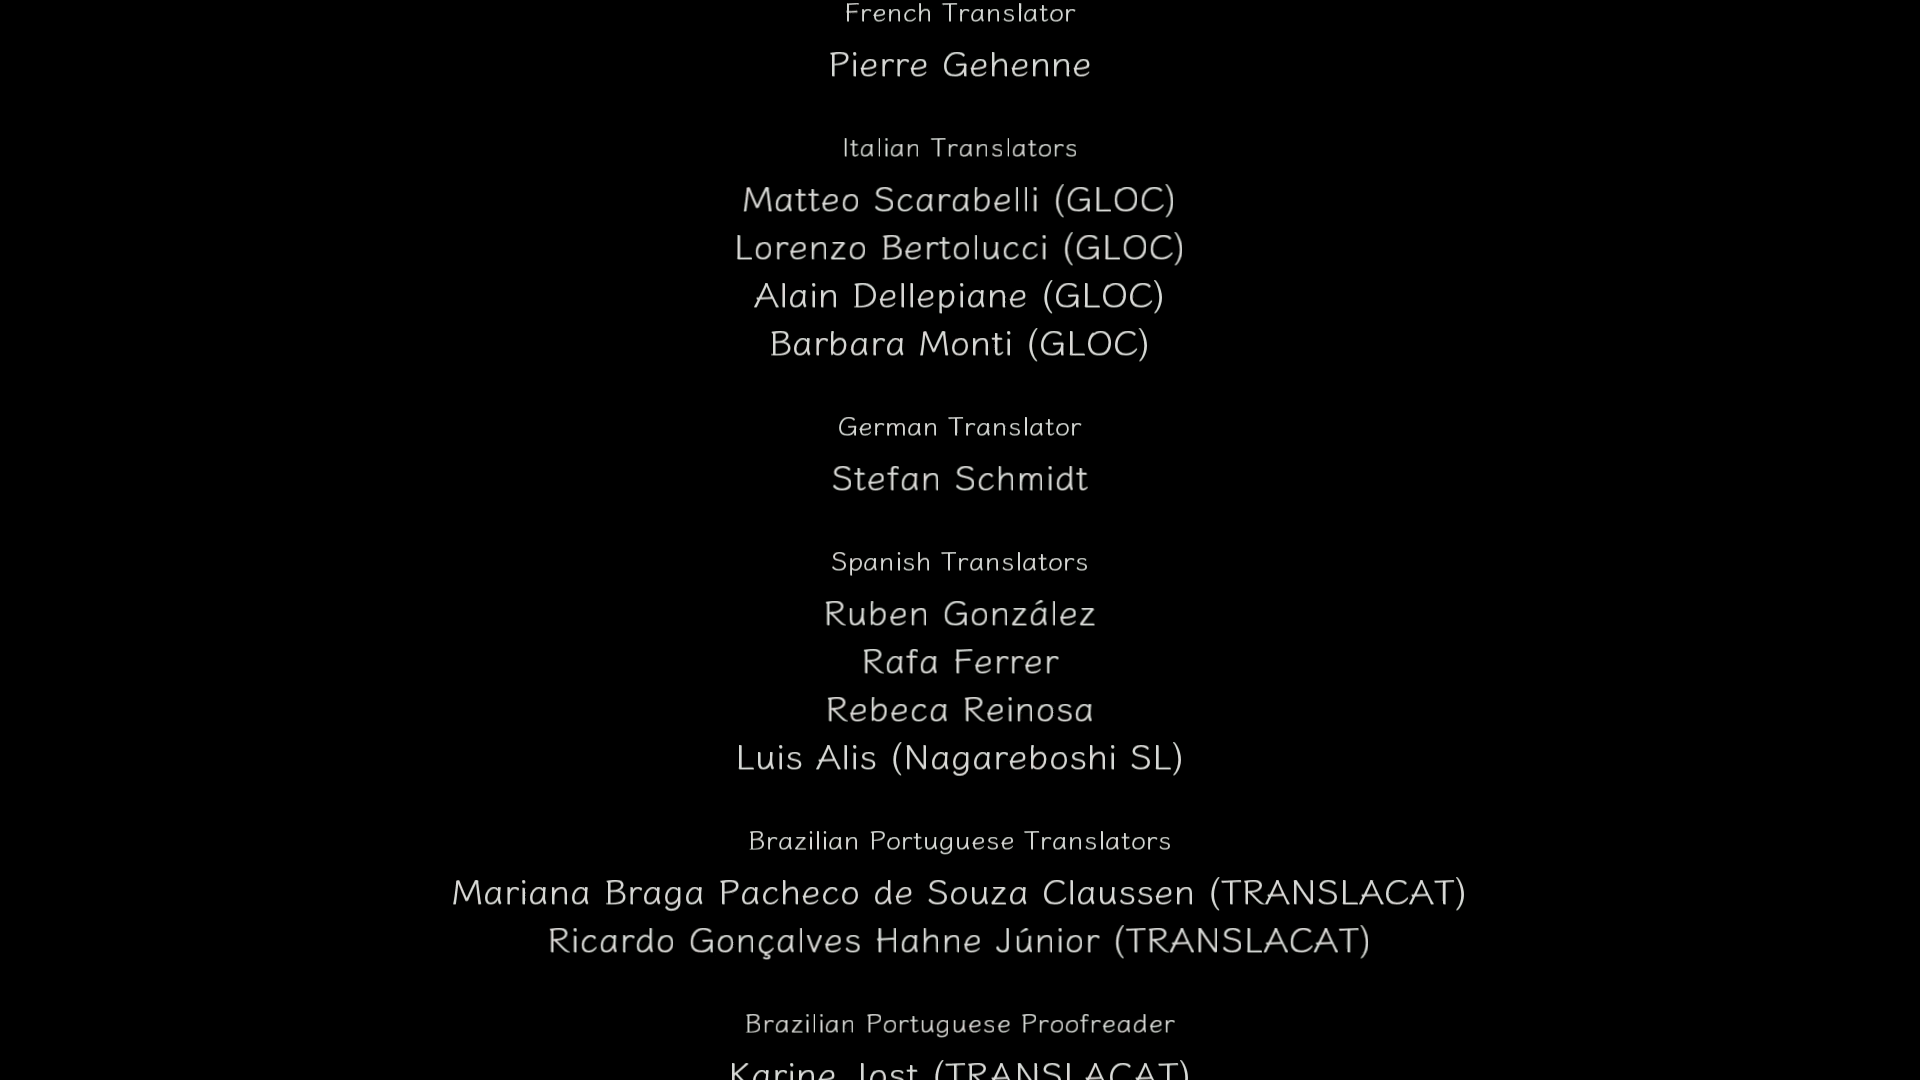 French Translator
Pierre Gehenne
Italian Translators
Matteo Scarabelli (GLOC)
Lorenzo Bertolucci (GLOC)
Alain Dellepiane (GLOC)
Barbara Monti (GLOC)
German Translator
Stefan Schmidt
Spanish Translators
Ruben González
Rafa Ferrer
Rebeca Reinosa
Luis Alis (Nagareboshi SL)
Brazilian Portuguese Translators
Mariana Braga Pacheco de Souza Claussen (TRANSLACAT)
Ricardo Gonçalves Hahne Júnior (TRANSLACAT)
Brazilian Portuguese Proofreader
Karine Jost (TRANSLACAT)